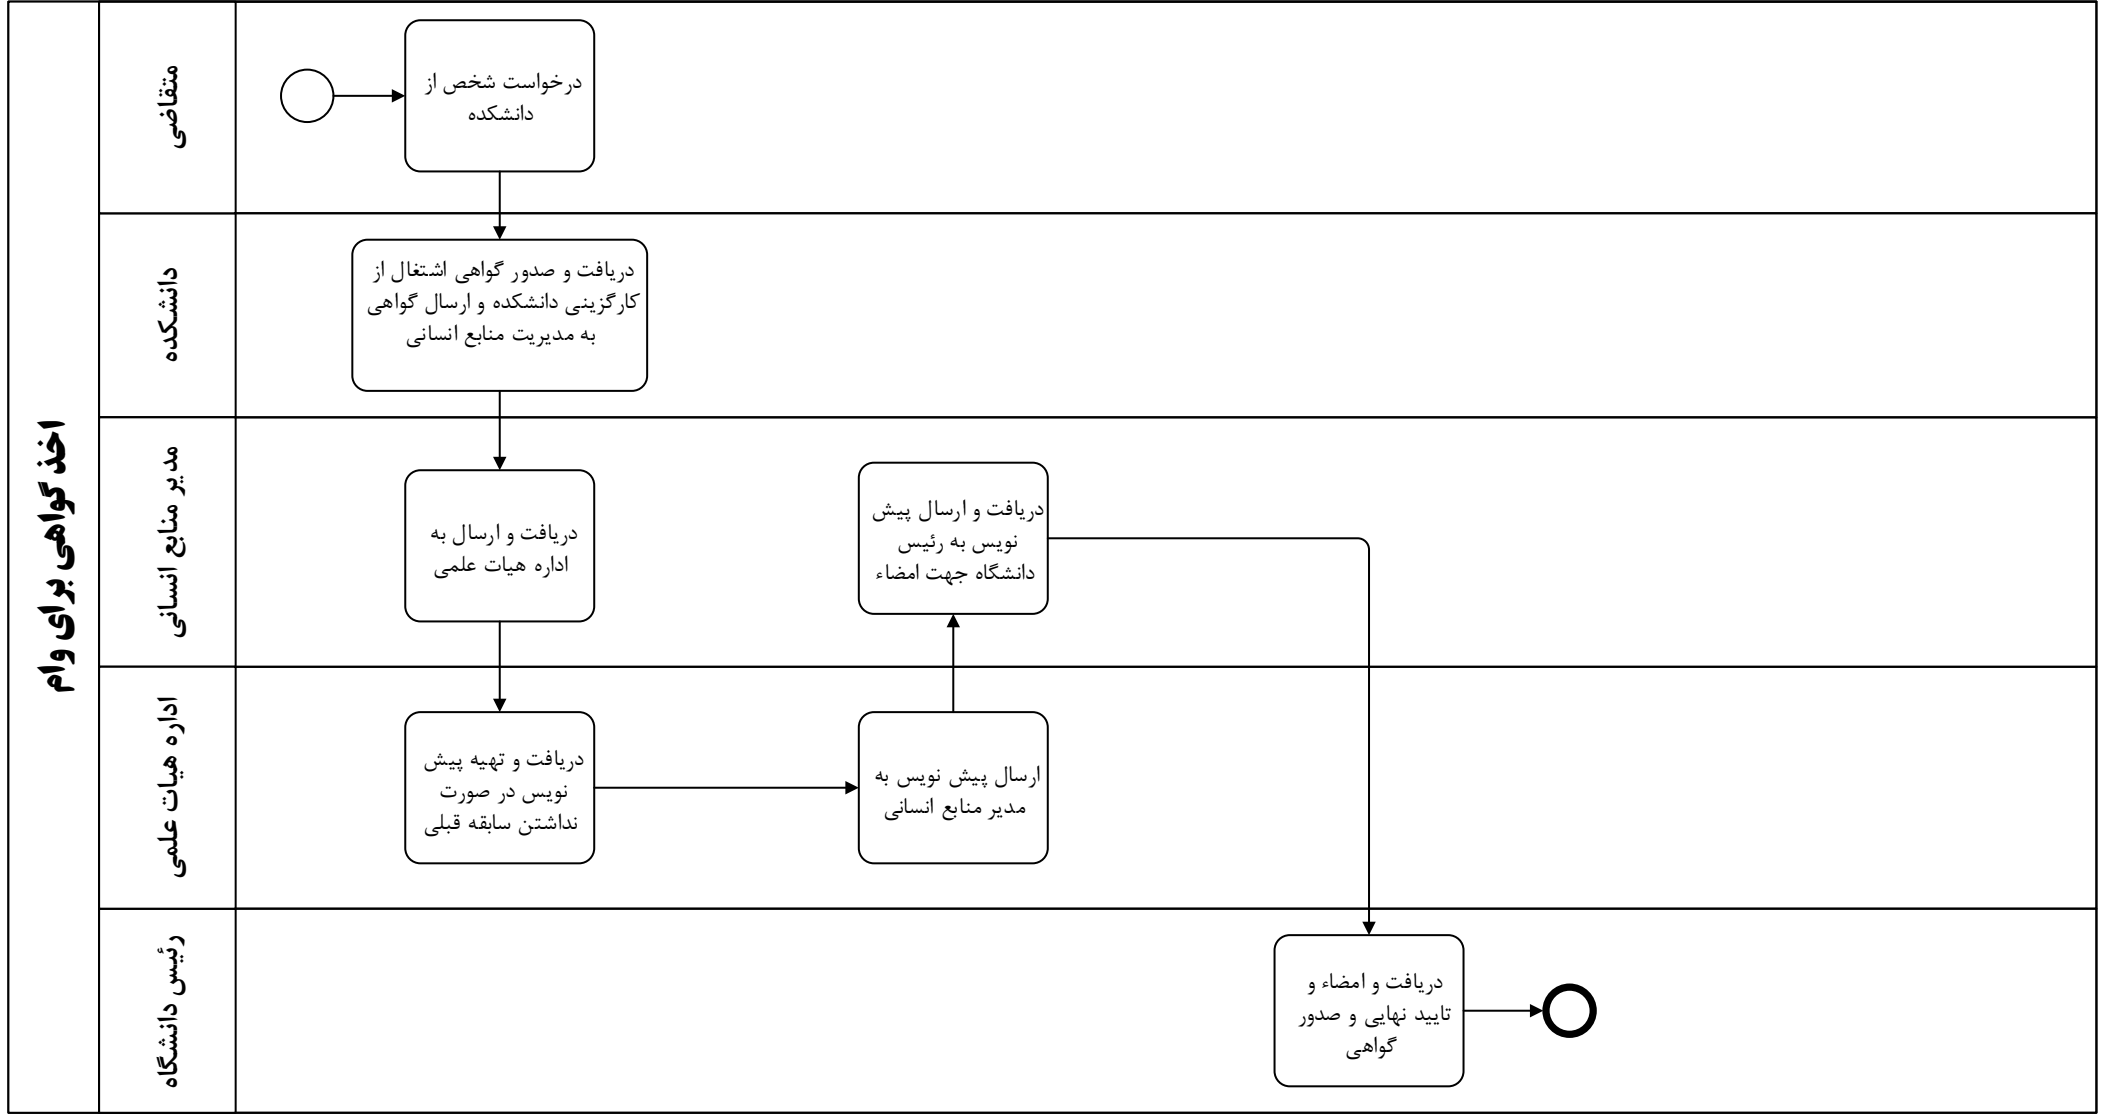 اخذ گواهی برای وام
متقاضی
درخواست شخص از
دانشکده
دانشکده
دریافت و صدور گواهی اشتغال از
کارگزینی دانشکده و ارسال گواهی
به مدیریت منابع انسانی
مدیر منابع انسانی
دریافت و ارسال به
اداره هیات علمی
دریافت و ارسال پیش
نویس به رئیس
دانشگاه جهت امضاء
اداره هیات علمی
دریافت و تهیه پیش
نویس در صورت
نداشتن سابقه قبلی
ارسال پیش نویس به
مدیر منابع انسانی
رئیس دانشگاه
دریافت و امضاء و
تایید نهایی و صدور
گواهی